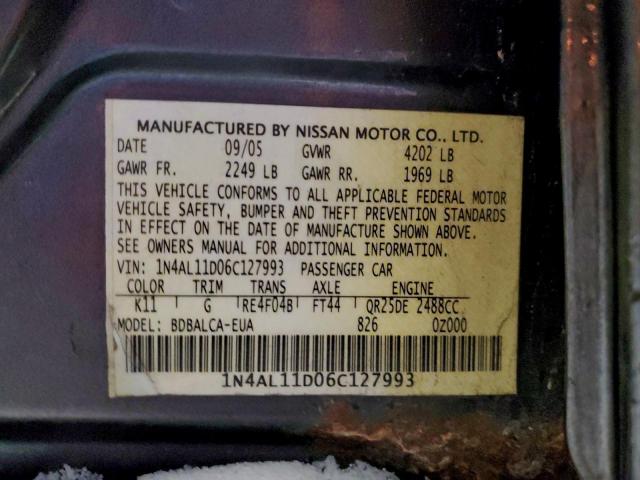 MANUFACTURED BY NISSAN MOTOR CO., LTD.
DATE 09/05 GVWR 4202 LB
GAWR FR. 2249 LB GAWR RR. 1969 LB
THIS VEHICLE CONFORMS TO ALL APPLICABLE FEDERAL MOTOR
VEHICLE SAFETY, BUMPER AND THEFT PREVENTION STANDARDS
IN EFFECT ON THE DATE OF MANUFACTURE SHOWN ABOVE.
SEE OWNERS MANUAL FOR ADDITIONAL INFORMATION.
VIN: 1N4AL11D06C127993 PASSENGER CAR
COLOR TRIM TRANS AXLE ENGINE
K11 G RE4F04B FT44 QR25DE 2488CC
MODEL: BDBALCA-EUA 826 0Z000
1N4AL11D06C127993